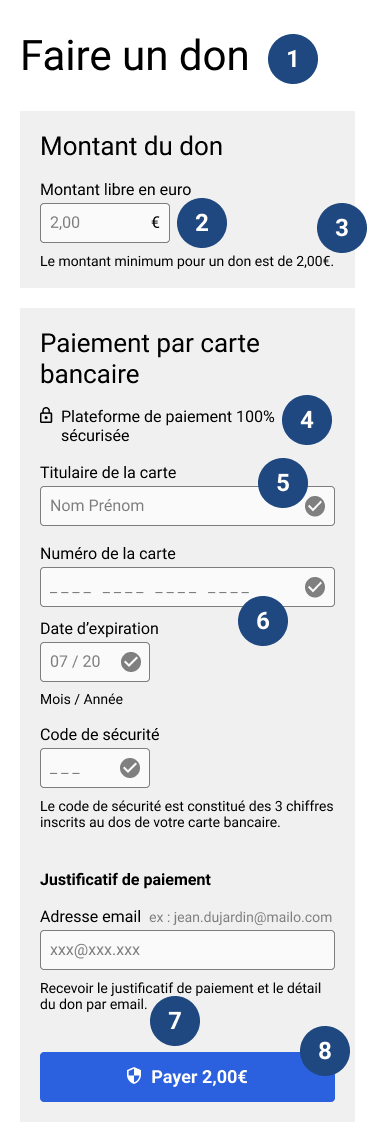 Faire un don
1
Montant du don
Montant libre en euro
2,00 €
2
3
Le montant minimum pour un don est de 2,00€.
Paiement par carte
bancaire
Plateforme de paiement 100%
sécurisée
4
Titulaire de la carte
5
Nom Prénom
Numéro de la carte
_ _ _ _ _ _ _ _ _ _ _ _ _ _ _ _
6
Date d’expiration
07 / 20
Mois / Année
Code de sécurité
_ _ _
Le code de sécurité est constitué des 3 chiffres
inscrits au dos de votre carte bancaire.
Justificatif de paiement
Adresse email ex : jean.dujardin@mailo.com
xxx@xxx.xxx
Recevoir le justificatif de paiement et le détail
du don par email.
7
8
Payer 2,00€